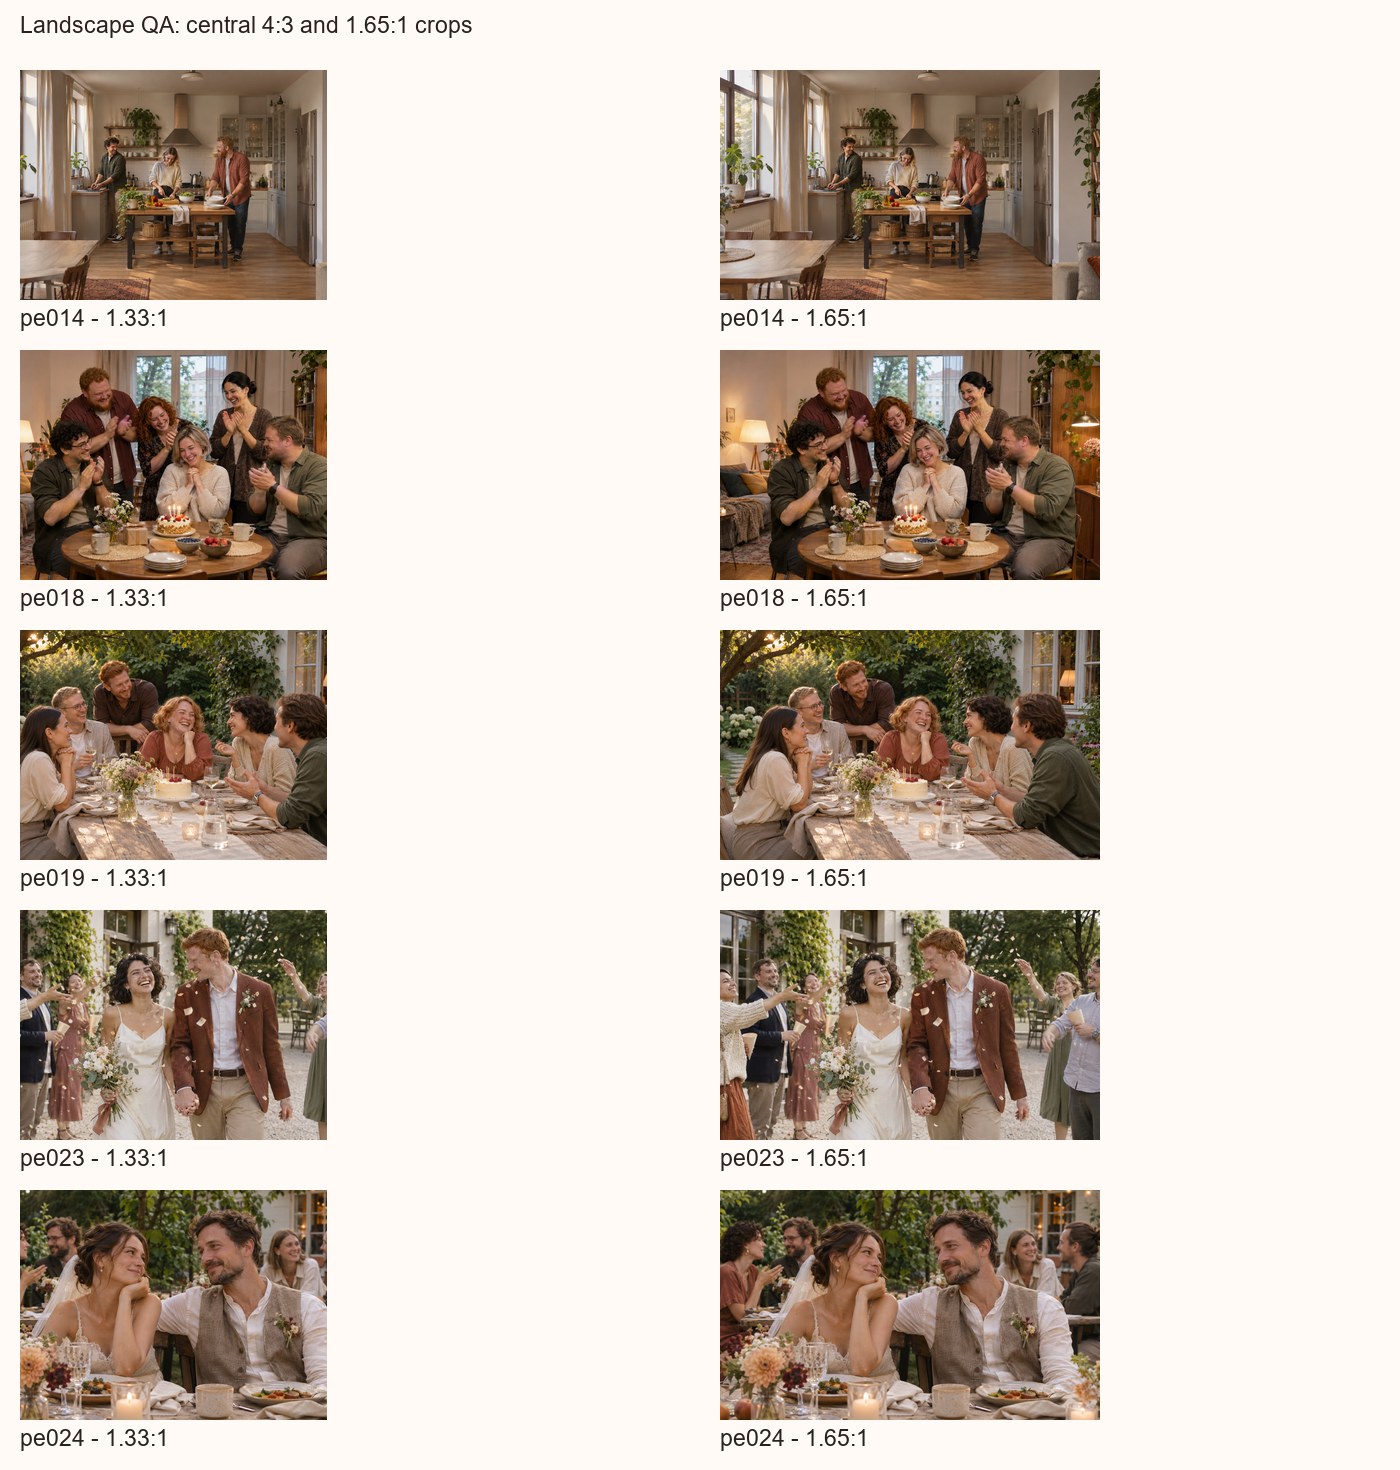 Landscape QA: central 4:3 and 1.65:1 crops
pe014 - 1.33:1
pe014 - 1.65:1
pe018 - 1.33:1
pe018 - 1.65:1
pe019 - 1.33:1
pe019 - 1.65:1
pe023 - 1.33:1
pe023 - 1.65:1
pe024 - 1.33:1
pe024 - 1.65:1